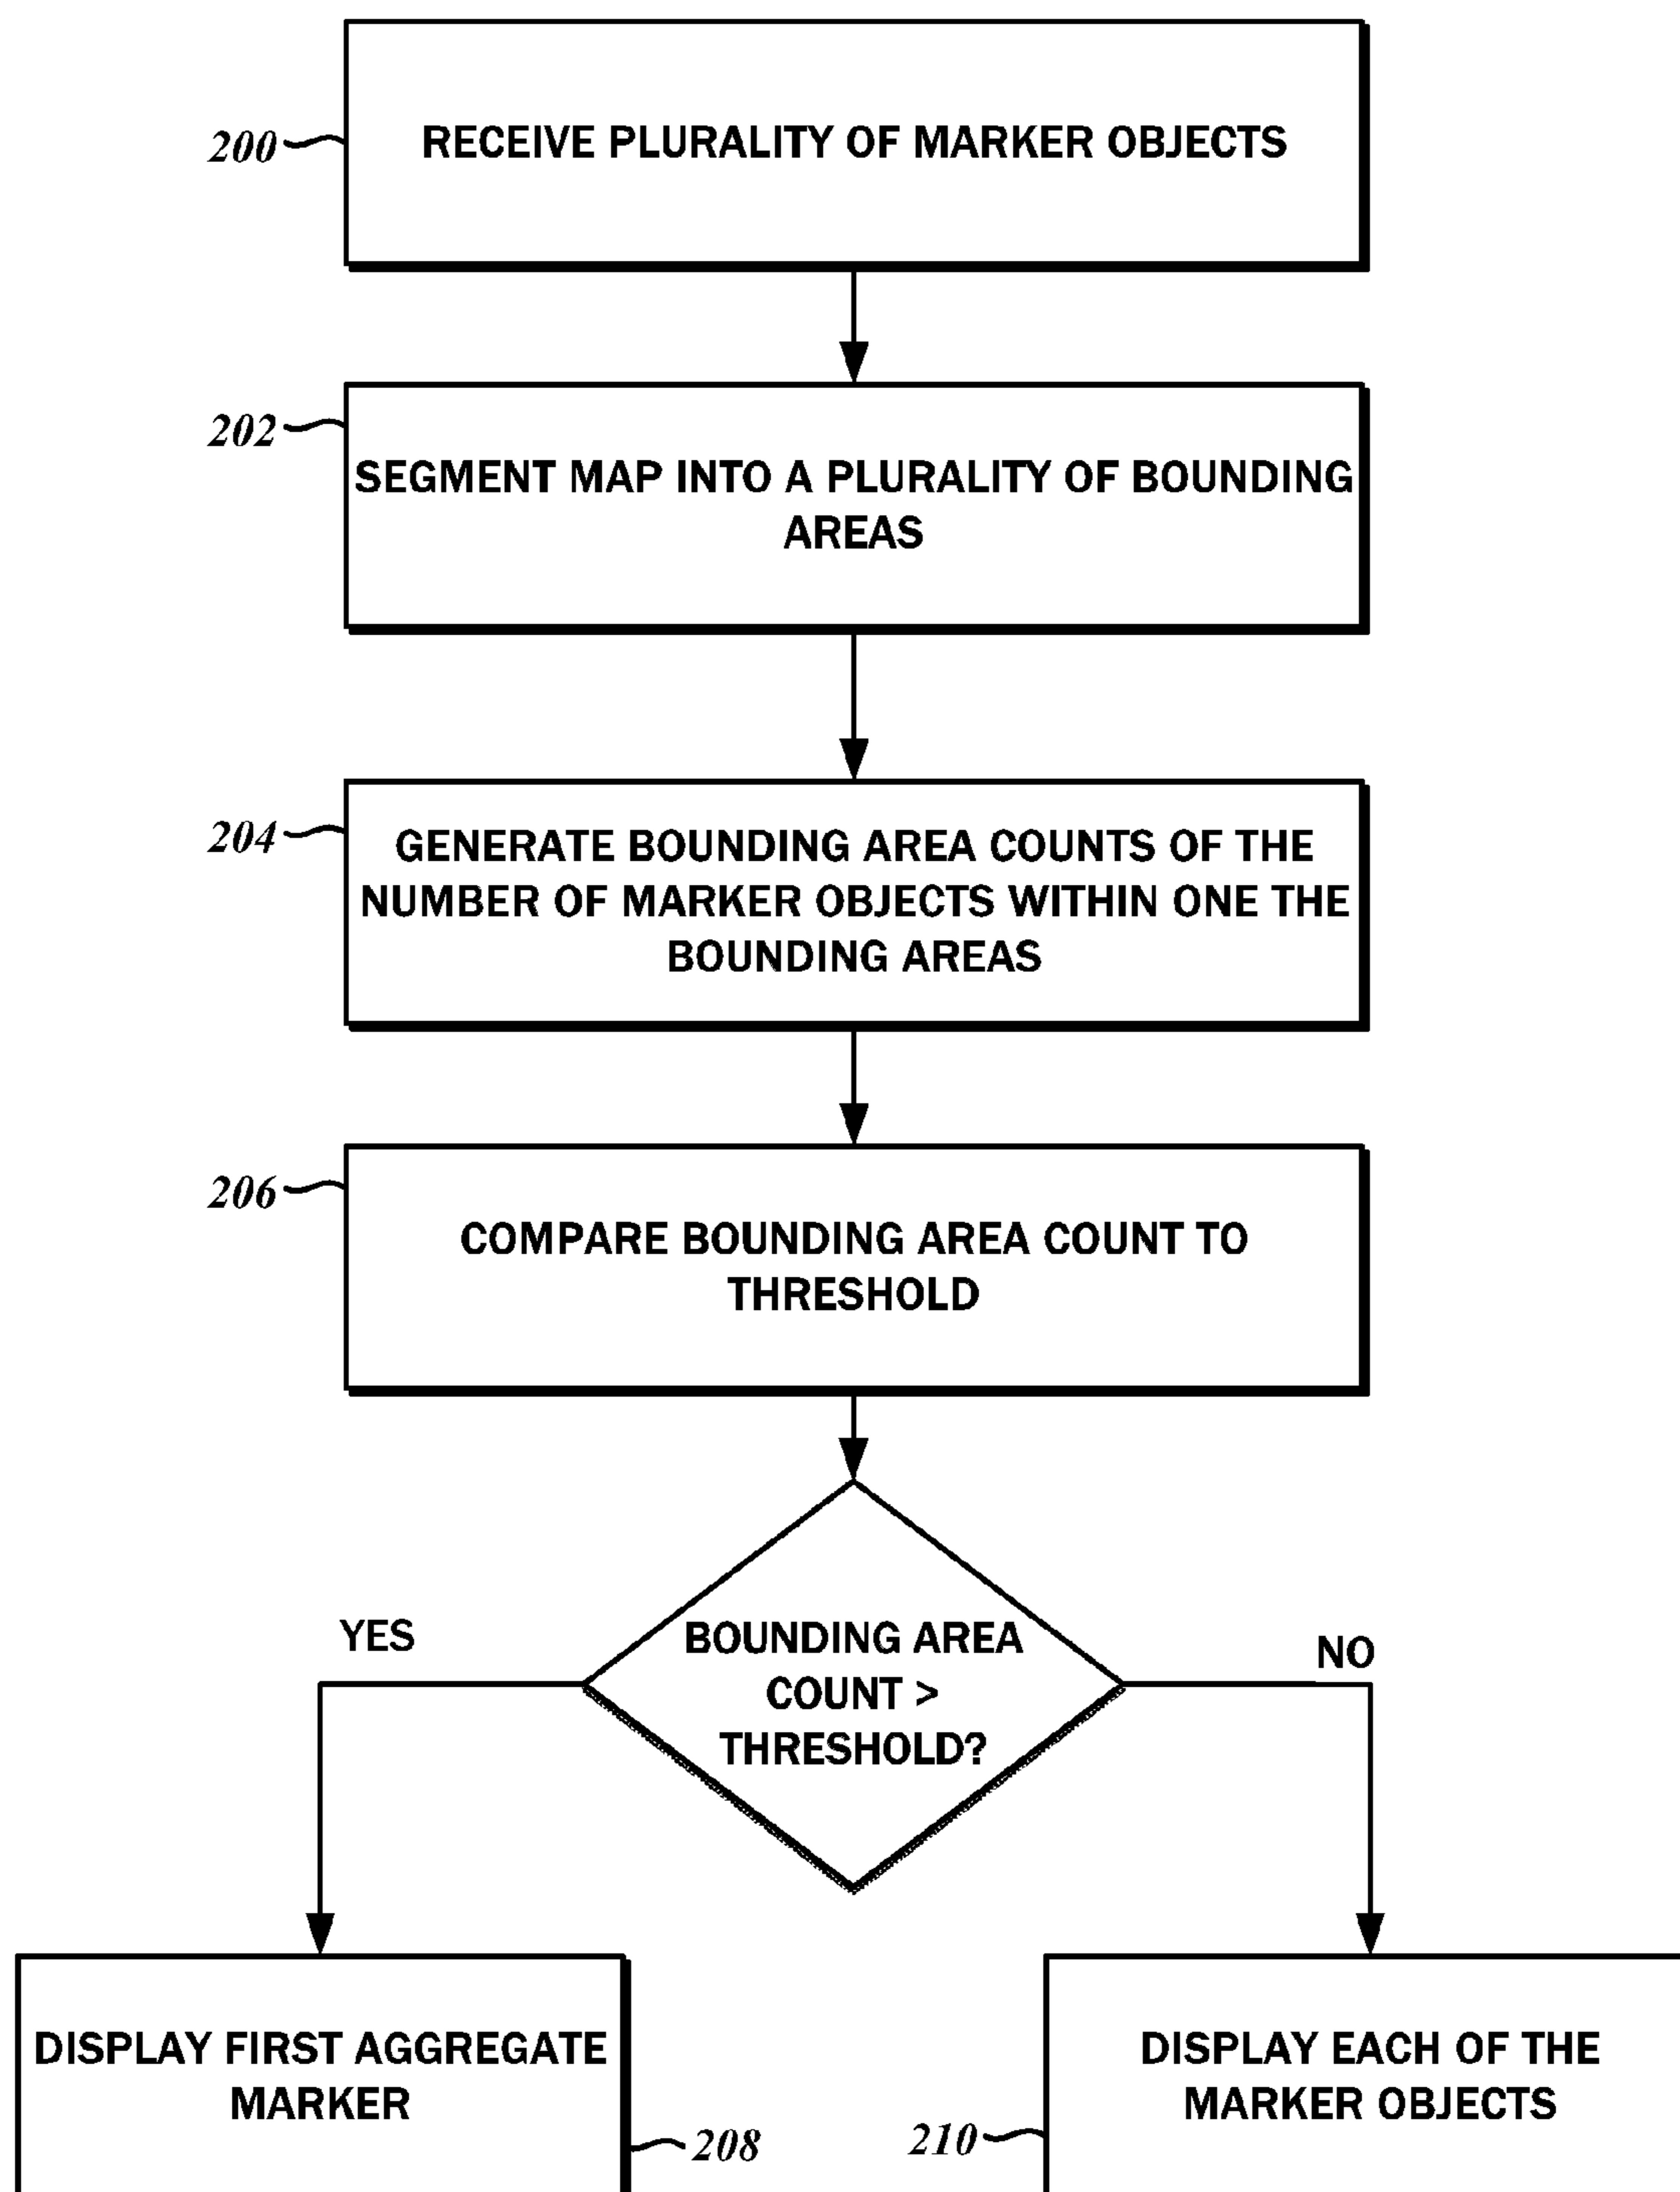 200
RECEIVE PLURALITY OF MARKER OBJECTS
202
SEGMENT MAP INTO A PLURALITY OF BOUNDING
AREAS
204
GENERATE BOUNDING AREA COUNTS OF THE
NUMBER OF MARKER OBJECTS WITHIN ONE THE
BOUNDING AREAS
206
COMPARE BOUNDING AREA COUNT TO
THRESHOLD
YES
BOUNDING AREA
COUNT >
THRESHOLD?
NO
DISPLAY FIRST AGGREGATE
MARKER
208
DISPLAY EACH OF THE
MARKER OBJECTS
210